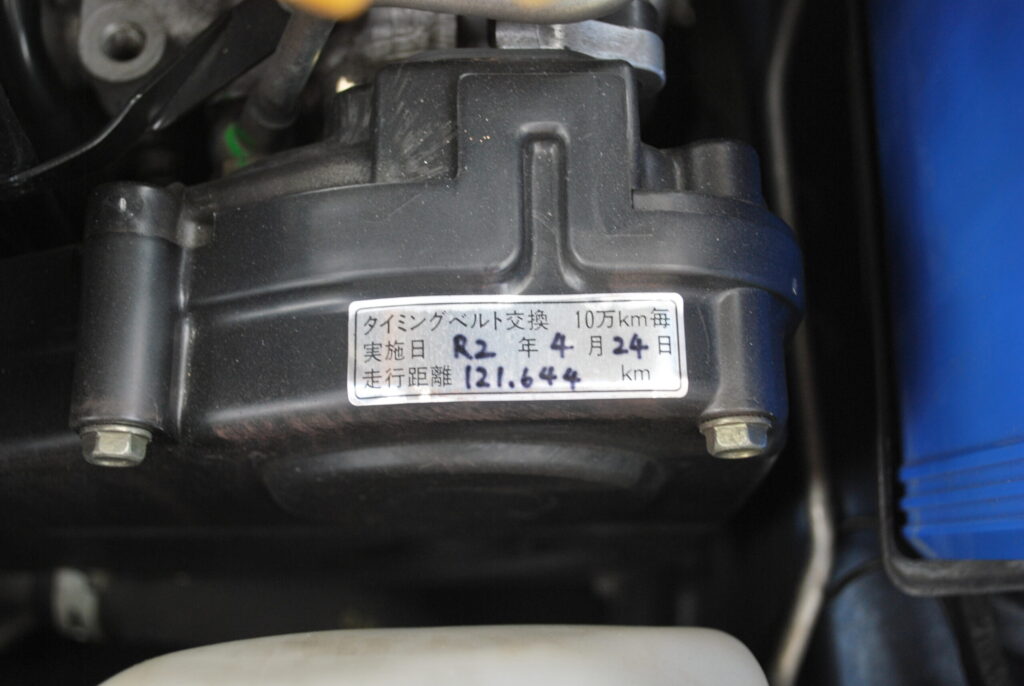 タイミングベルト交換 10万km毎
実施日 R2 年 4 月 24 日
走行距離 121.644 km